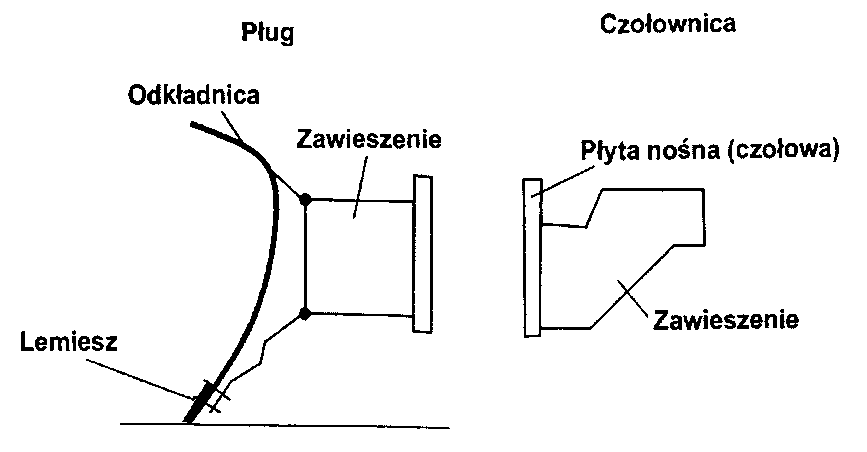 Pług
Czołownica
Odkładnica
Zawieszenie
Płyta nośna (czołowa)
Lemiesz
Zawieszenie